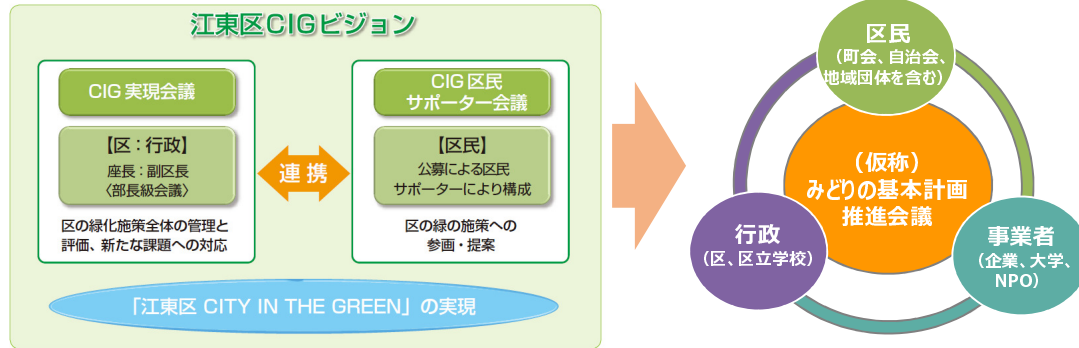 江東区CIGビジョン
CIG 実現会議
【区：行政】
座長：副区長
〈部長級会議〉
区の緑化施策全体の管理と
評価、新たな課題への対応
連携
CIG 区民
サポーター会議
【区民】
公募による区民
サポーターにより構成
区の緑の施策への
参画・提案
「江東区 CITY IN THE GREEN」の実現
区民
（町会、自治会、
地域団体を含む）
（仮称）
みどりの基本計画
推進会議
行政
（区、区立学校）
事業者
（企業、大学、
NPO）